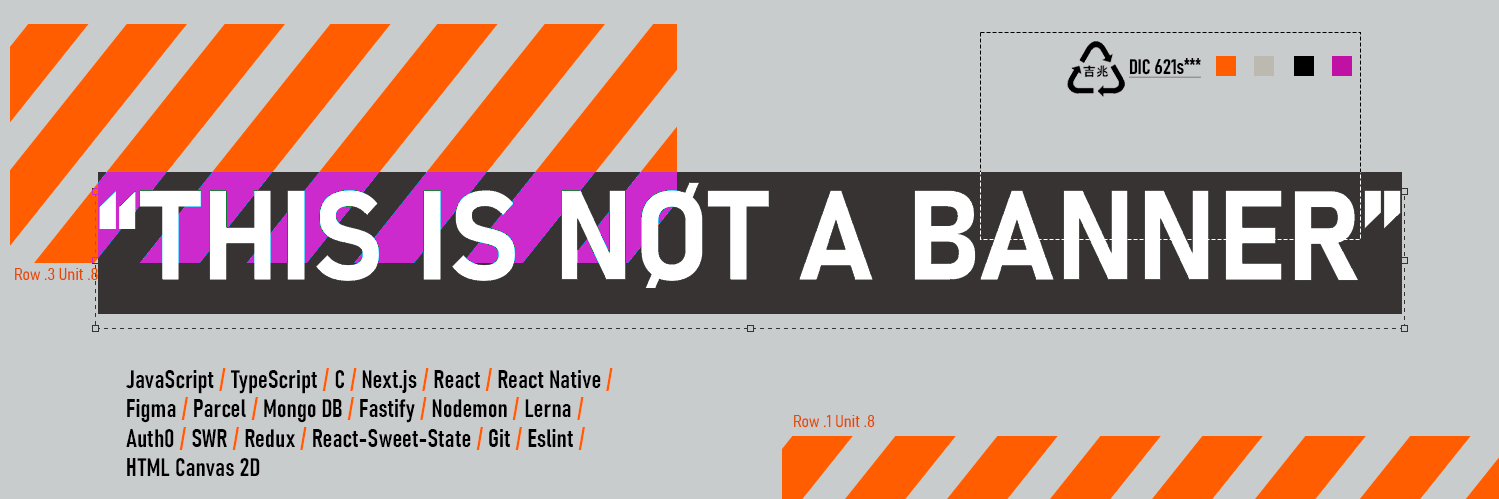 吉兆
DIC 621s***
“THIS IS NØT A BANNER”
Row .3 Unit .8
JavaScript / TypeScript / C / Next.js / React / React Native /
Figma / Parcel / Mongo DB / Fastify / Nodemon / Lerna /
Auth0 / SWR / Redux / React-Sweet-State / Git / Eslint /
HTML Canvas 2D
Row .1 Unit .8